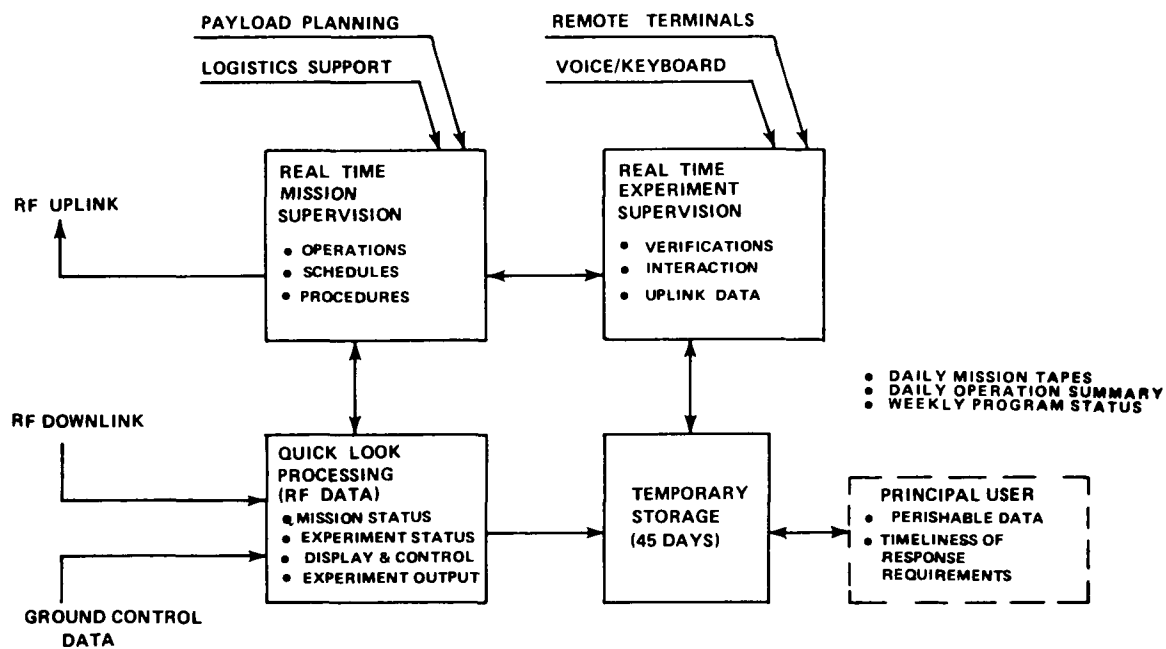 PAYLOAD PLANNING
LOGISTICS SUPPORT
REMOTE TERMINALS
VOICE/KEYBOARD
RF UPLINK
REAL TIME
MISSION
SUPERVISION
• OPERATIONS
• SCHEDULES
• PROCEDURES
REAL TIME
EXPERIMENT
SUPERVISION
• VERIFICATIONS
• INTERACTION
• UPLINK DATA
• DAILY MISSION TAPES
• DAILY OPERATION SUMMARY
• WEEKLY PROGRAM STATUS
RF DOWNLINK
GROUND CONTROL
DATA
QUICK LOOK
PROCESSING
(RF DATA)
• MISSION STATUS
• EXPERIMENT STATUS
• DISPLAY & CONTROL
• EXPERIMENT OUTPUT
TEMPORARY
STORAGE
(45 DAYS)
PRINCIPAL USER
• PERISHABLE DATA
• TIMELINESS OF
RESPONSE
REQUIREMENTS